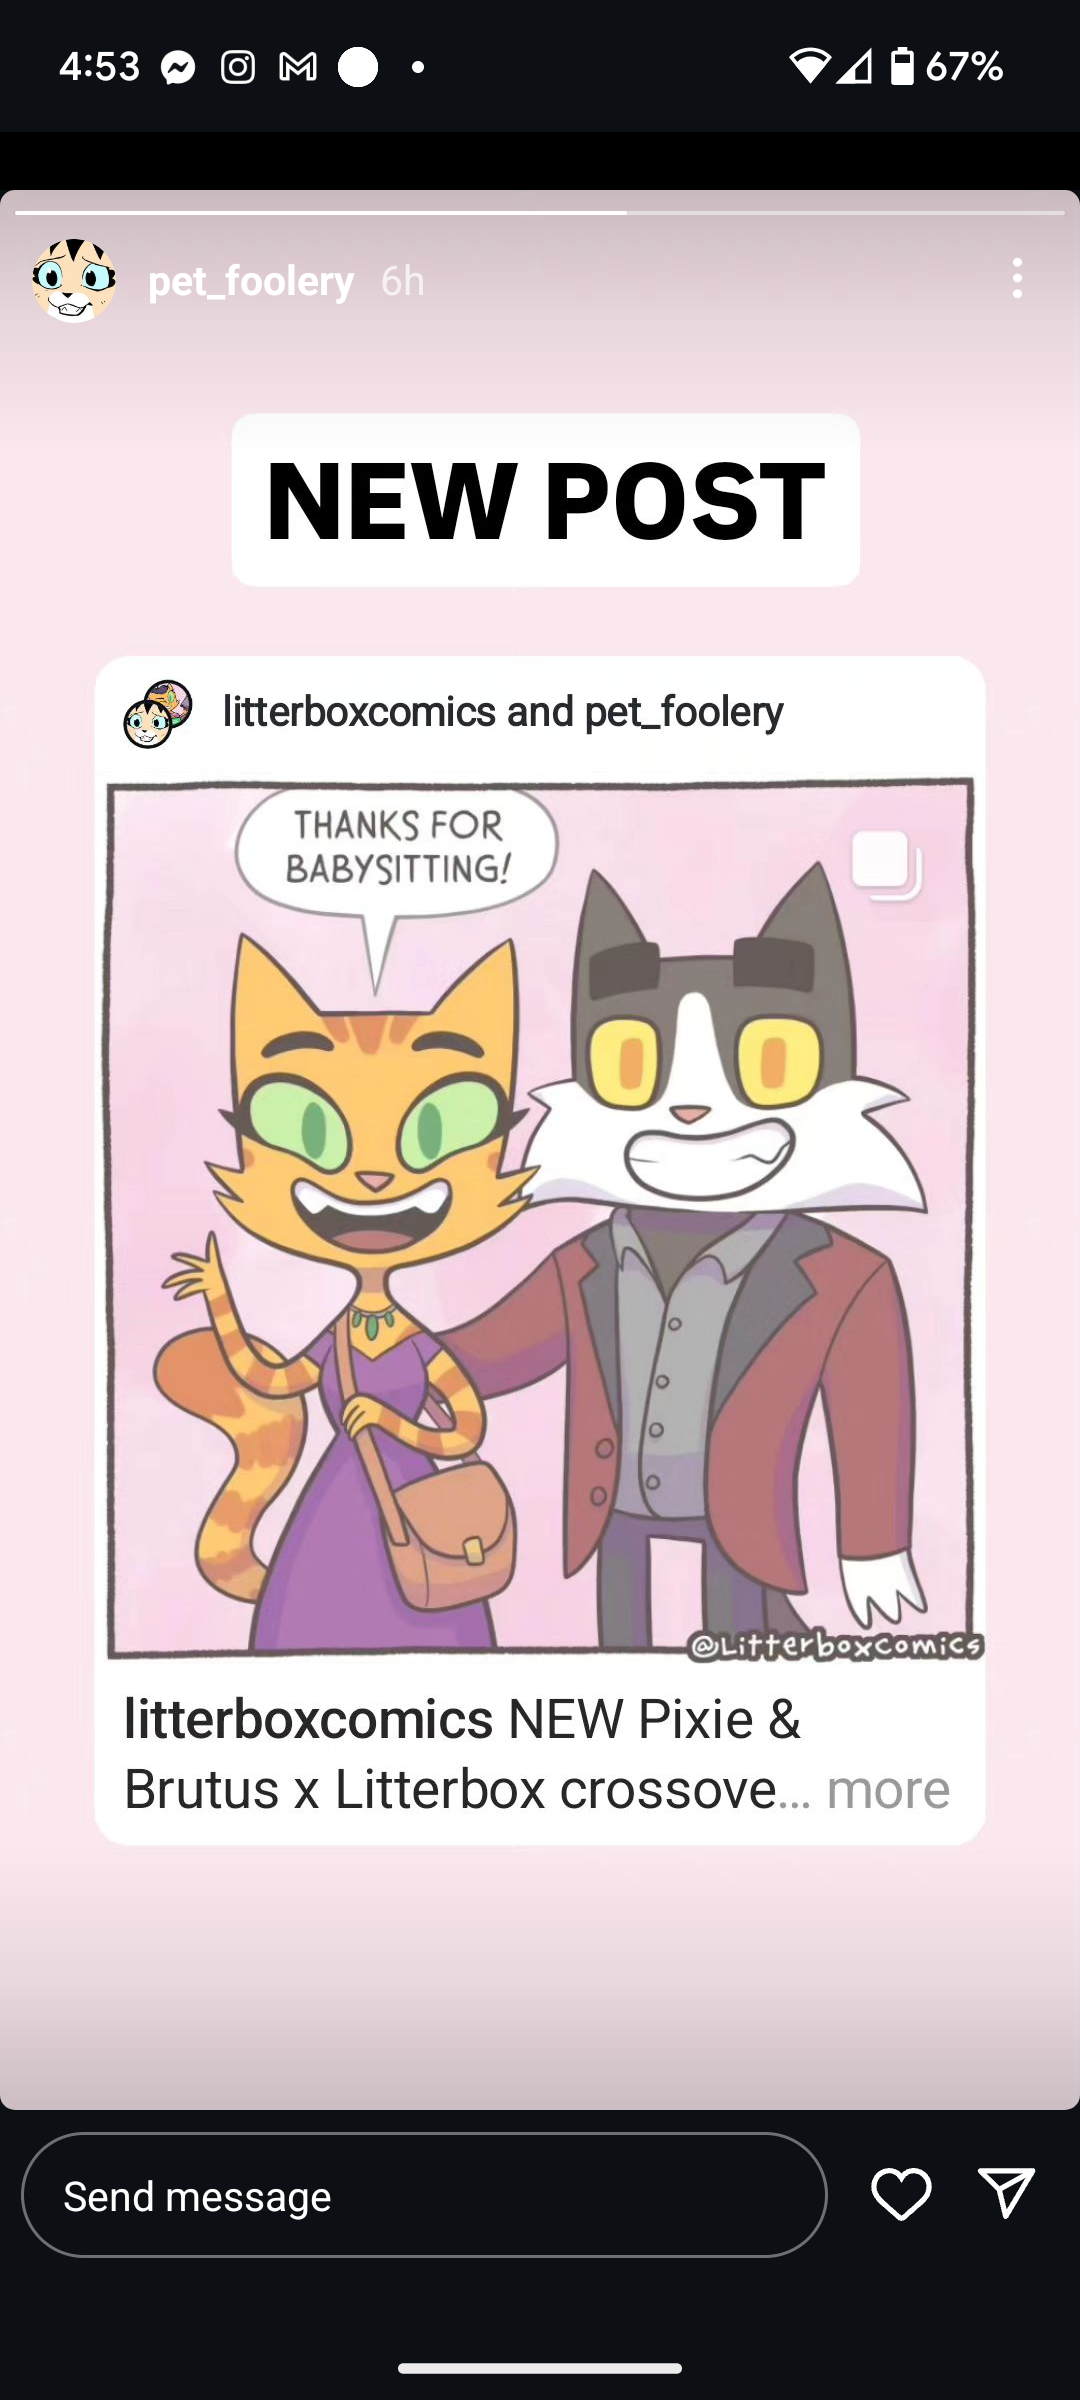 4:53
67%
pet_foolery 6h
NEW POST
litterboxcomics and pet_foolery
THANKS FOR
BABYSITTING!
@Litterboxcomics
litterboxcomics NEW Pixie &
Brutus x Litterbox crossove... more
Send message